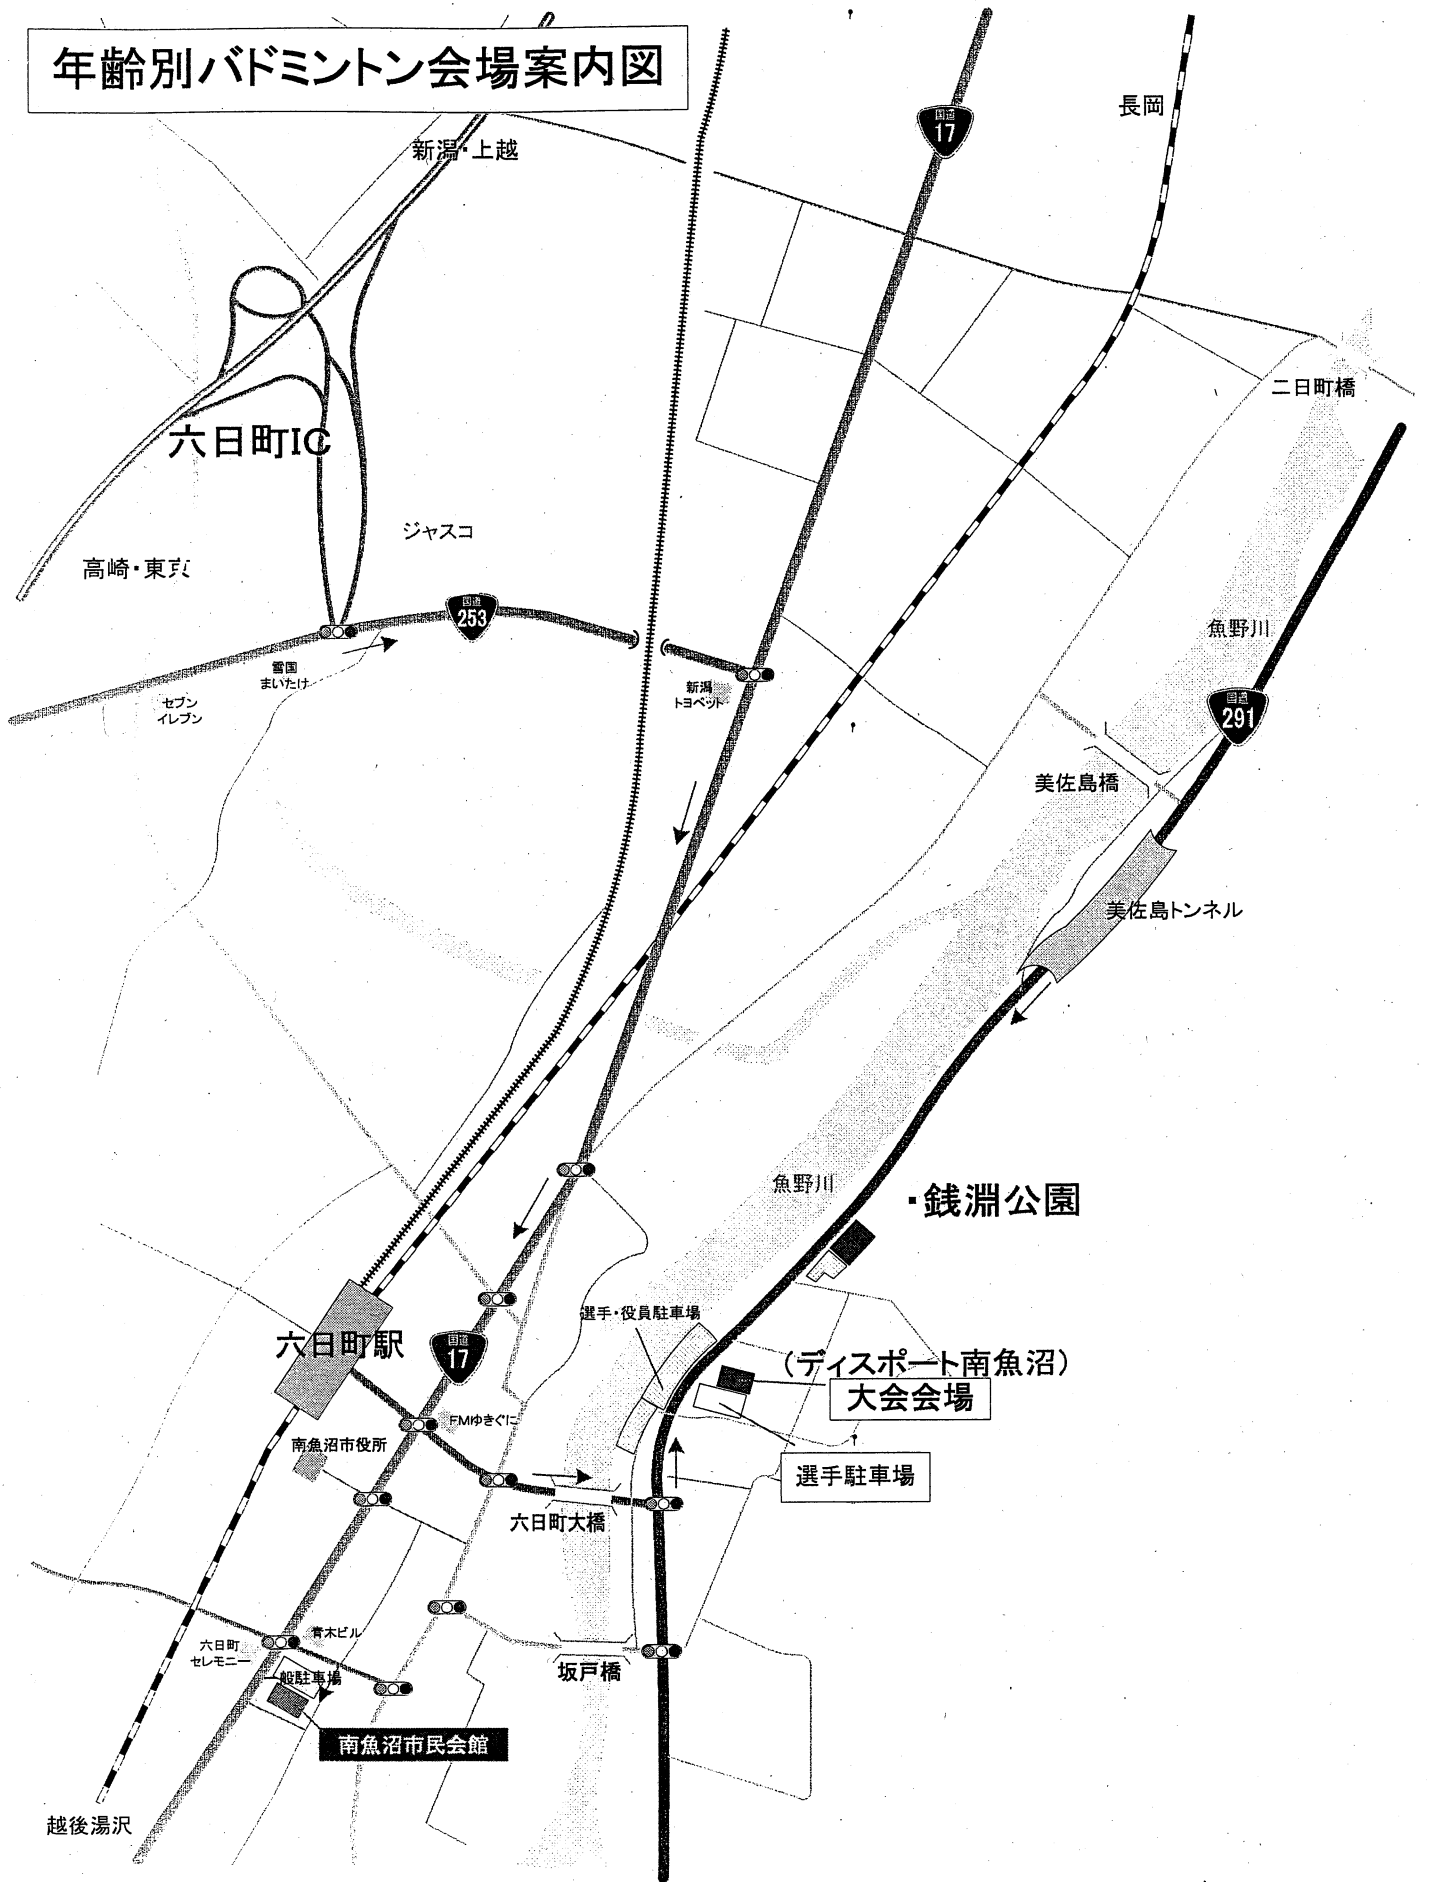 年齢別バドミントン会場案内図
長岡
国道
17
新潟・上越
二日町橋
六日町IC
ジャスコ
高崎・東京
国道
253
魚野川
雪国
まいたけ
セブン
イレブン
新潟
トヨペット
国道
291
美佐島橋
美佐島トンネル
魚野川
・銭淵公園
選手・役員駐車場
六日町駅
国道
17
(ディスポート南魚沼)
大会会場
FMゆきぐに
南魚沼市役所
選手駐車場
六日町大橋
青木ビル
六日町
セレモニー
一般駐車場
坂戸橋
南魚沼市民会館
越後湯沢